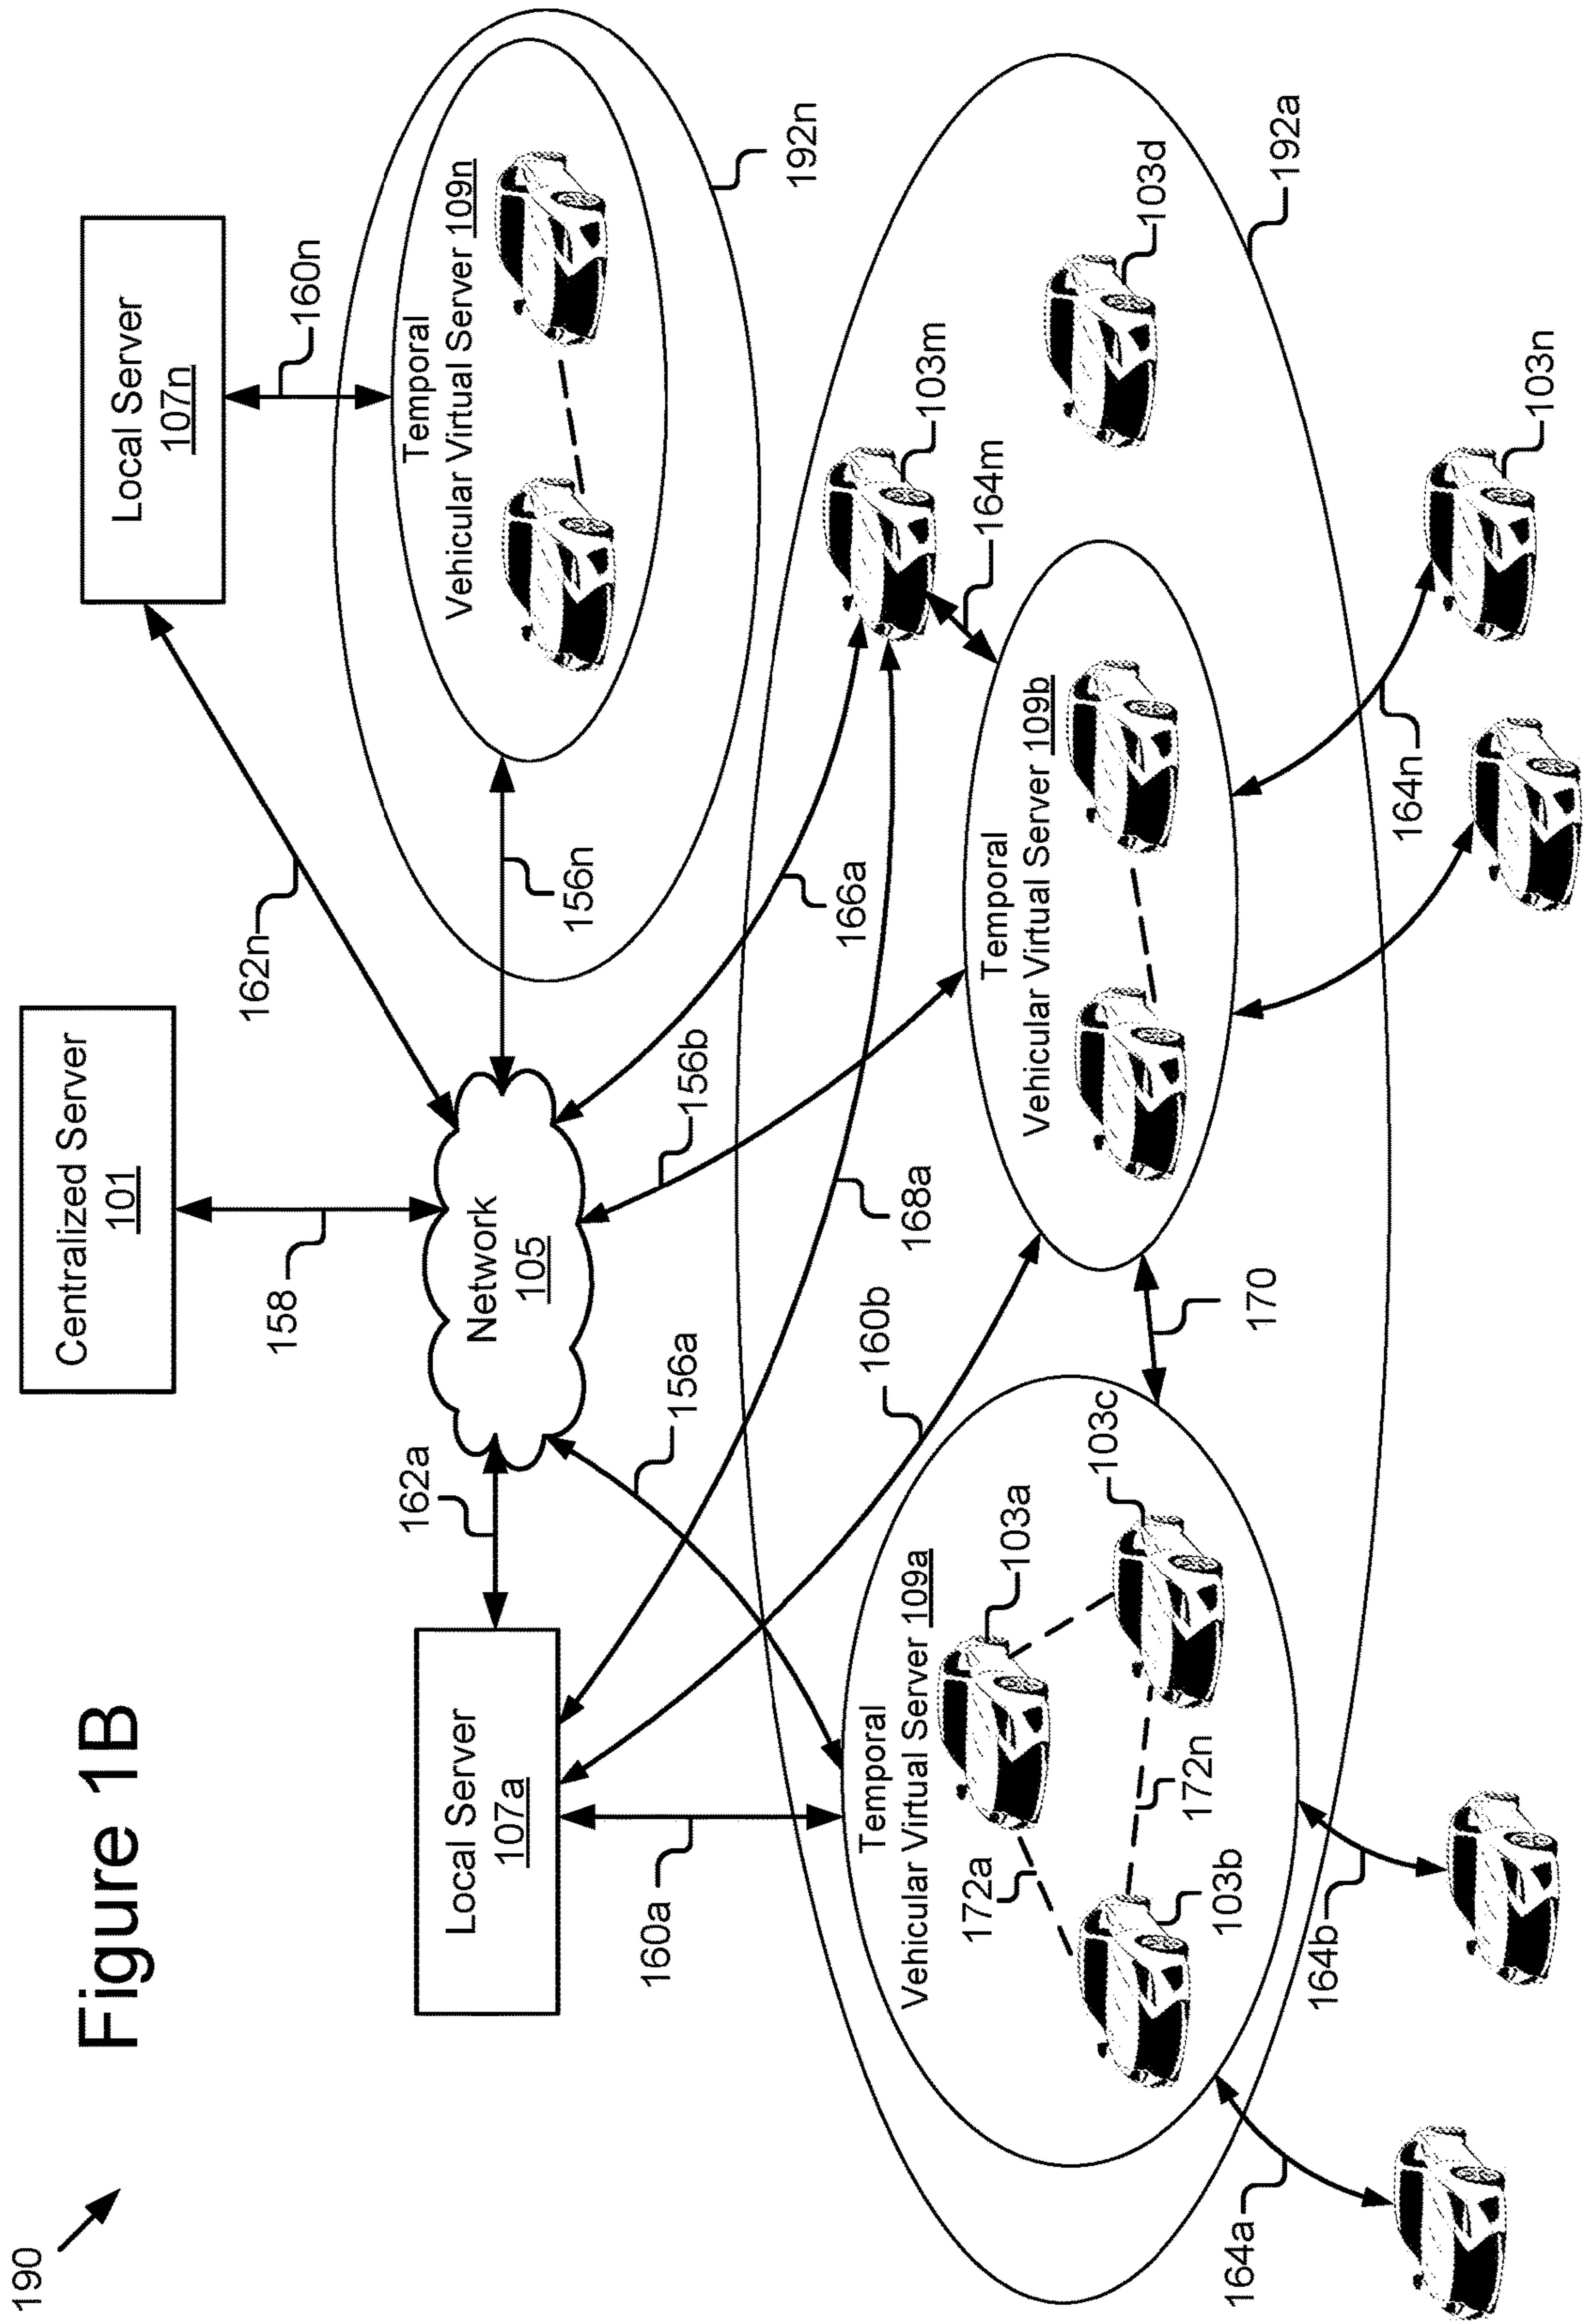 190
Figure 1B
Centralized Server
101
158
162n
Local Server
107n
160n
Local Server
107a
162a
Network
105
156n
Temporal
Vehicular Virtual Server 109n
192n
160a
156a
156b
166a
168a
160b
103m
164m
103d
192a
Temporal
Vehicular Virtual Server 109a
103a
103c
172a
172n
103b
170
Temporal
Vehicular Virtual Server 109b
164a
164b
164n
103n